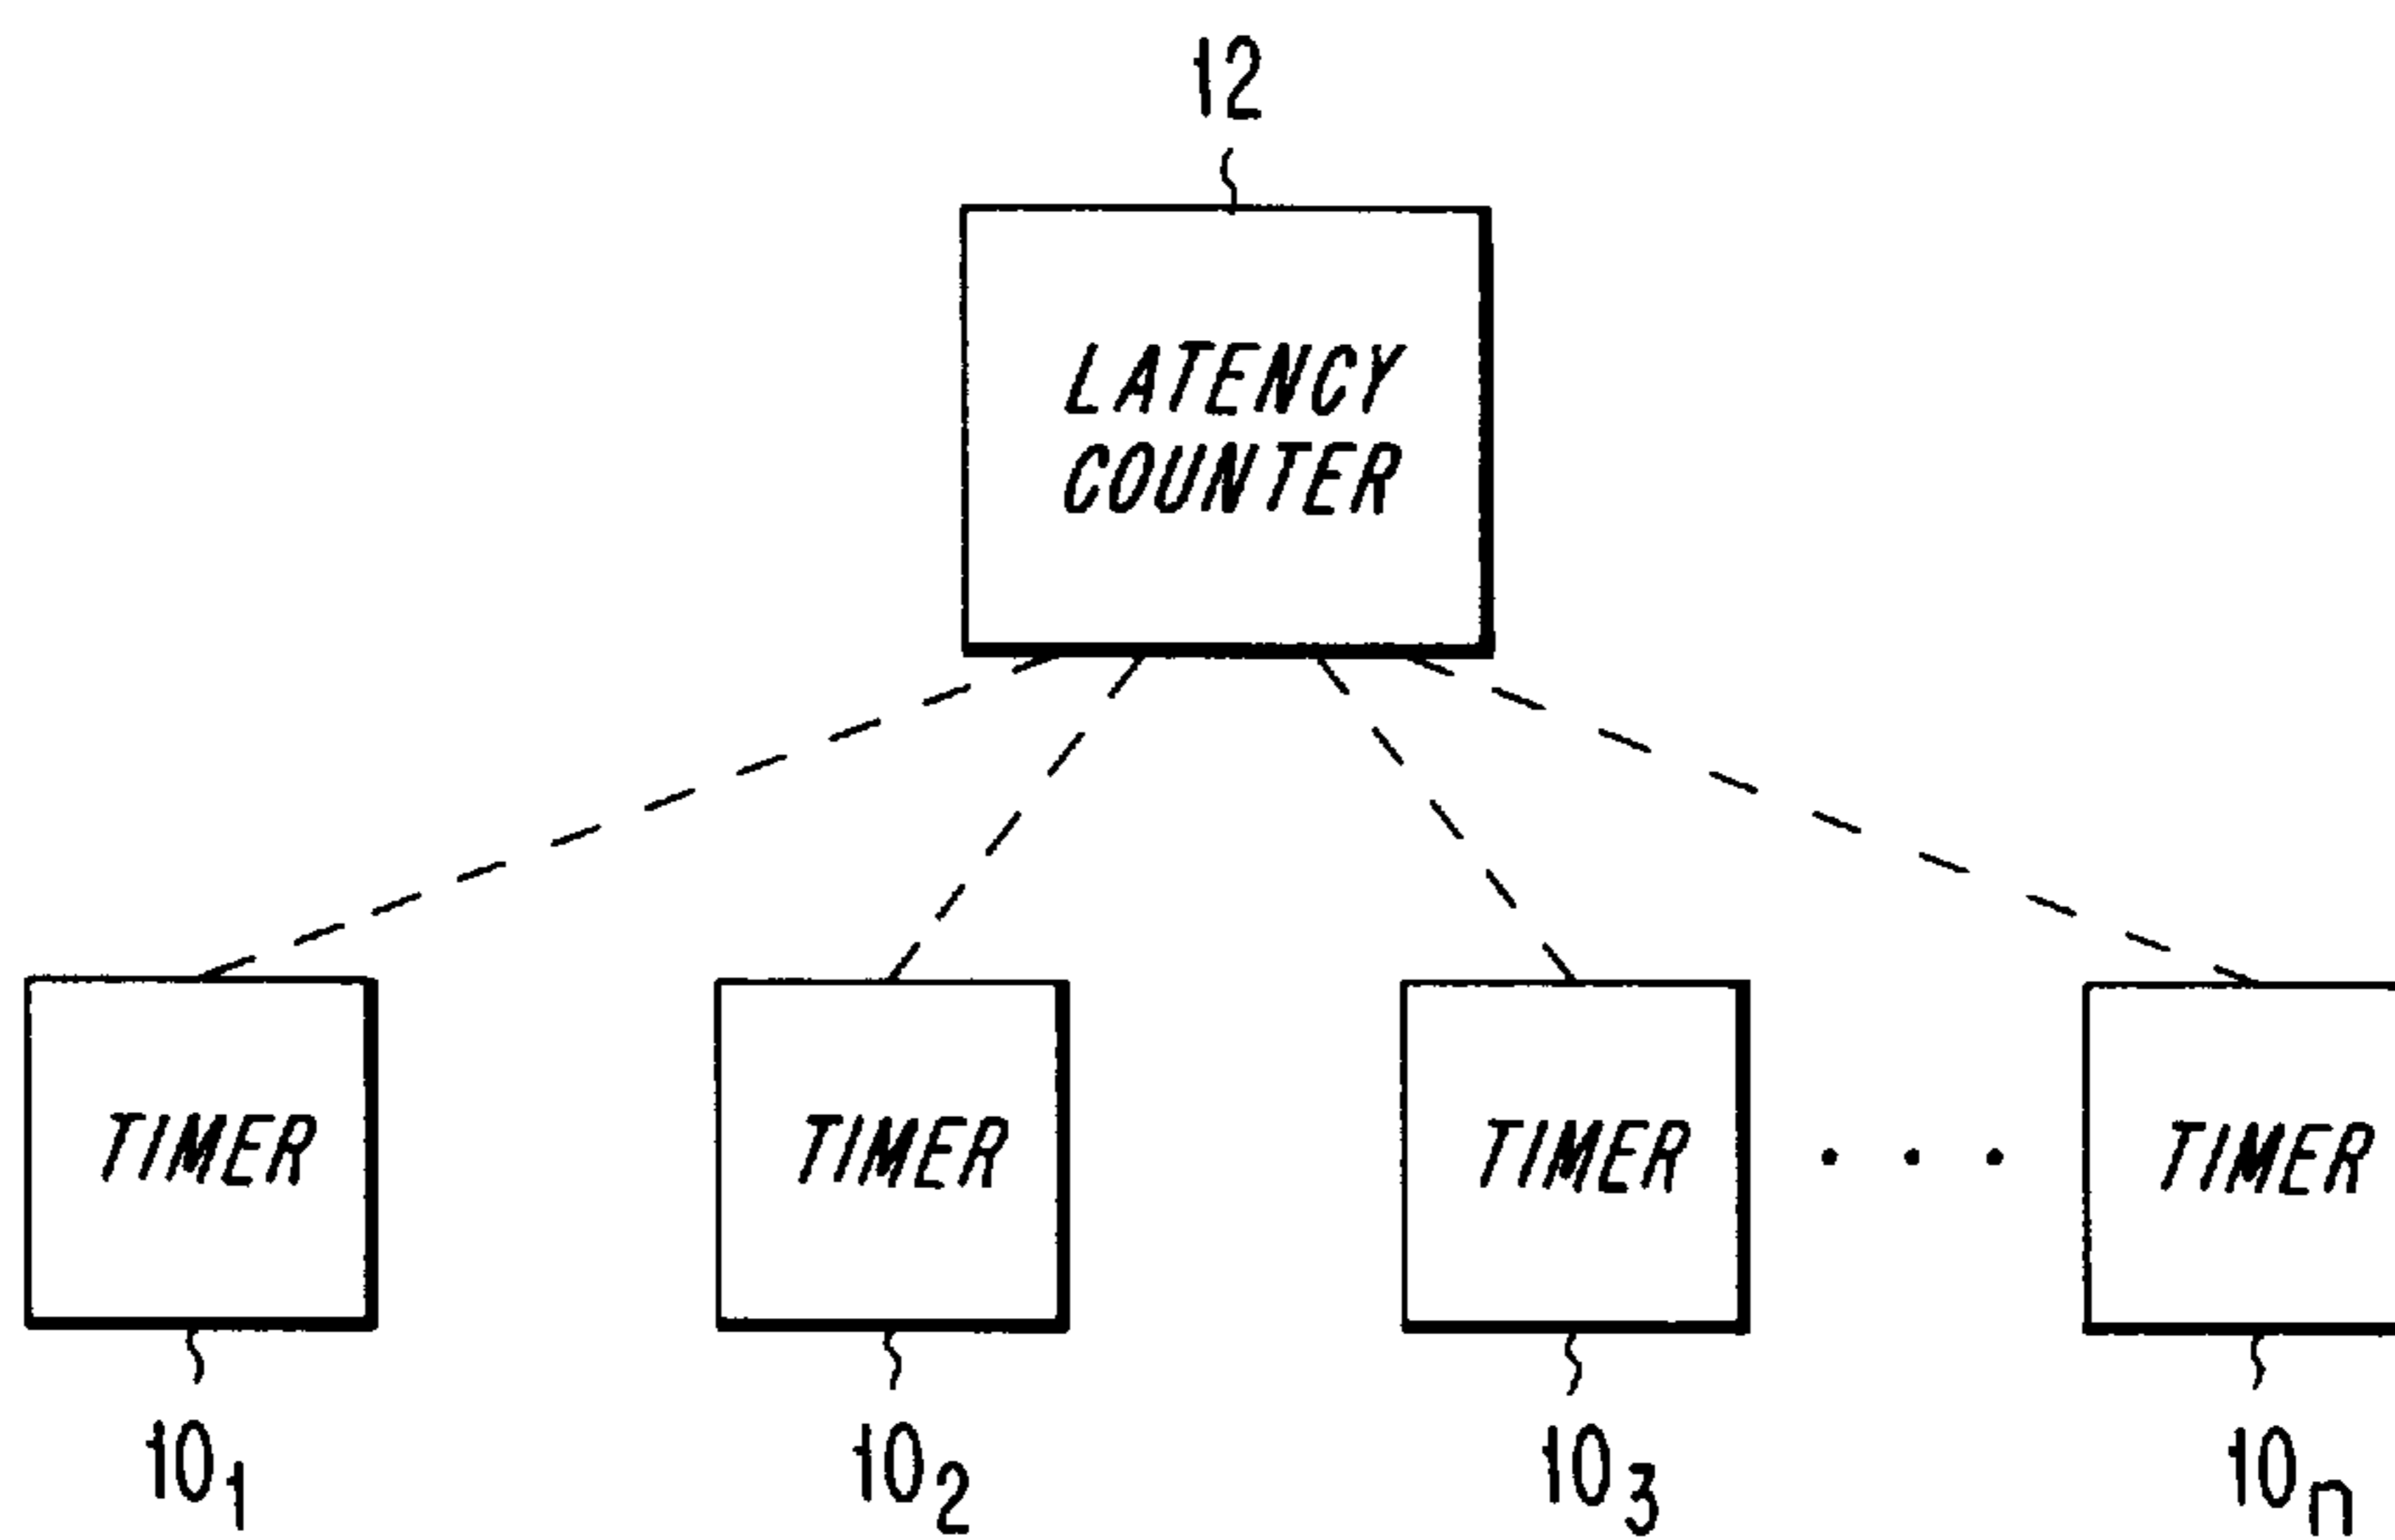 12
LATENCY
COUNTER
TIMER TIMER TIMER . . . TIMER
10₁ 10₂ 10₃ 10ₙ